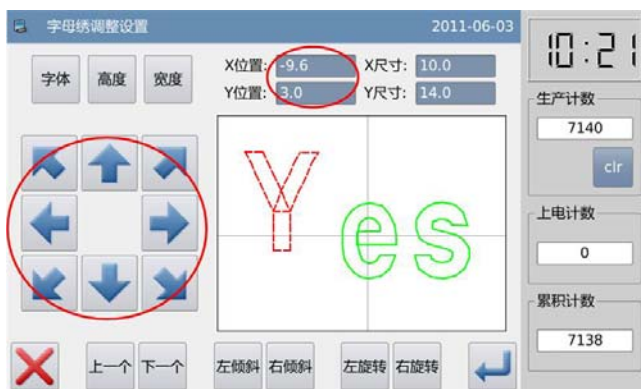 字母绣调整设置 2011-06-03
10:21
字体 高度 宽度
X位置: -9.6 X尺寸: 10.0
Y位置: 3.0 Y尺寸: 14.0
生产计数
7140
clr
上电计数
0
累积计数
7138
Yes
上一个 下一个 左倾斜 右倾斜 左旋转 右旋转